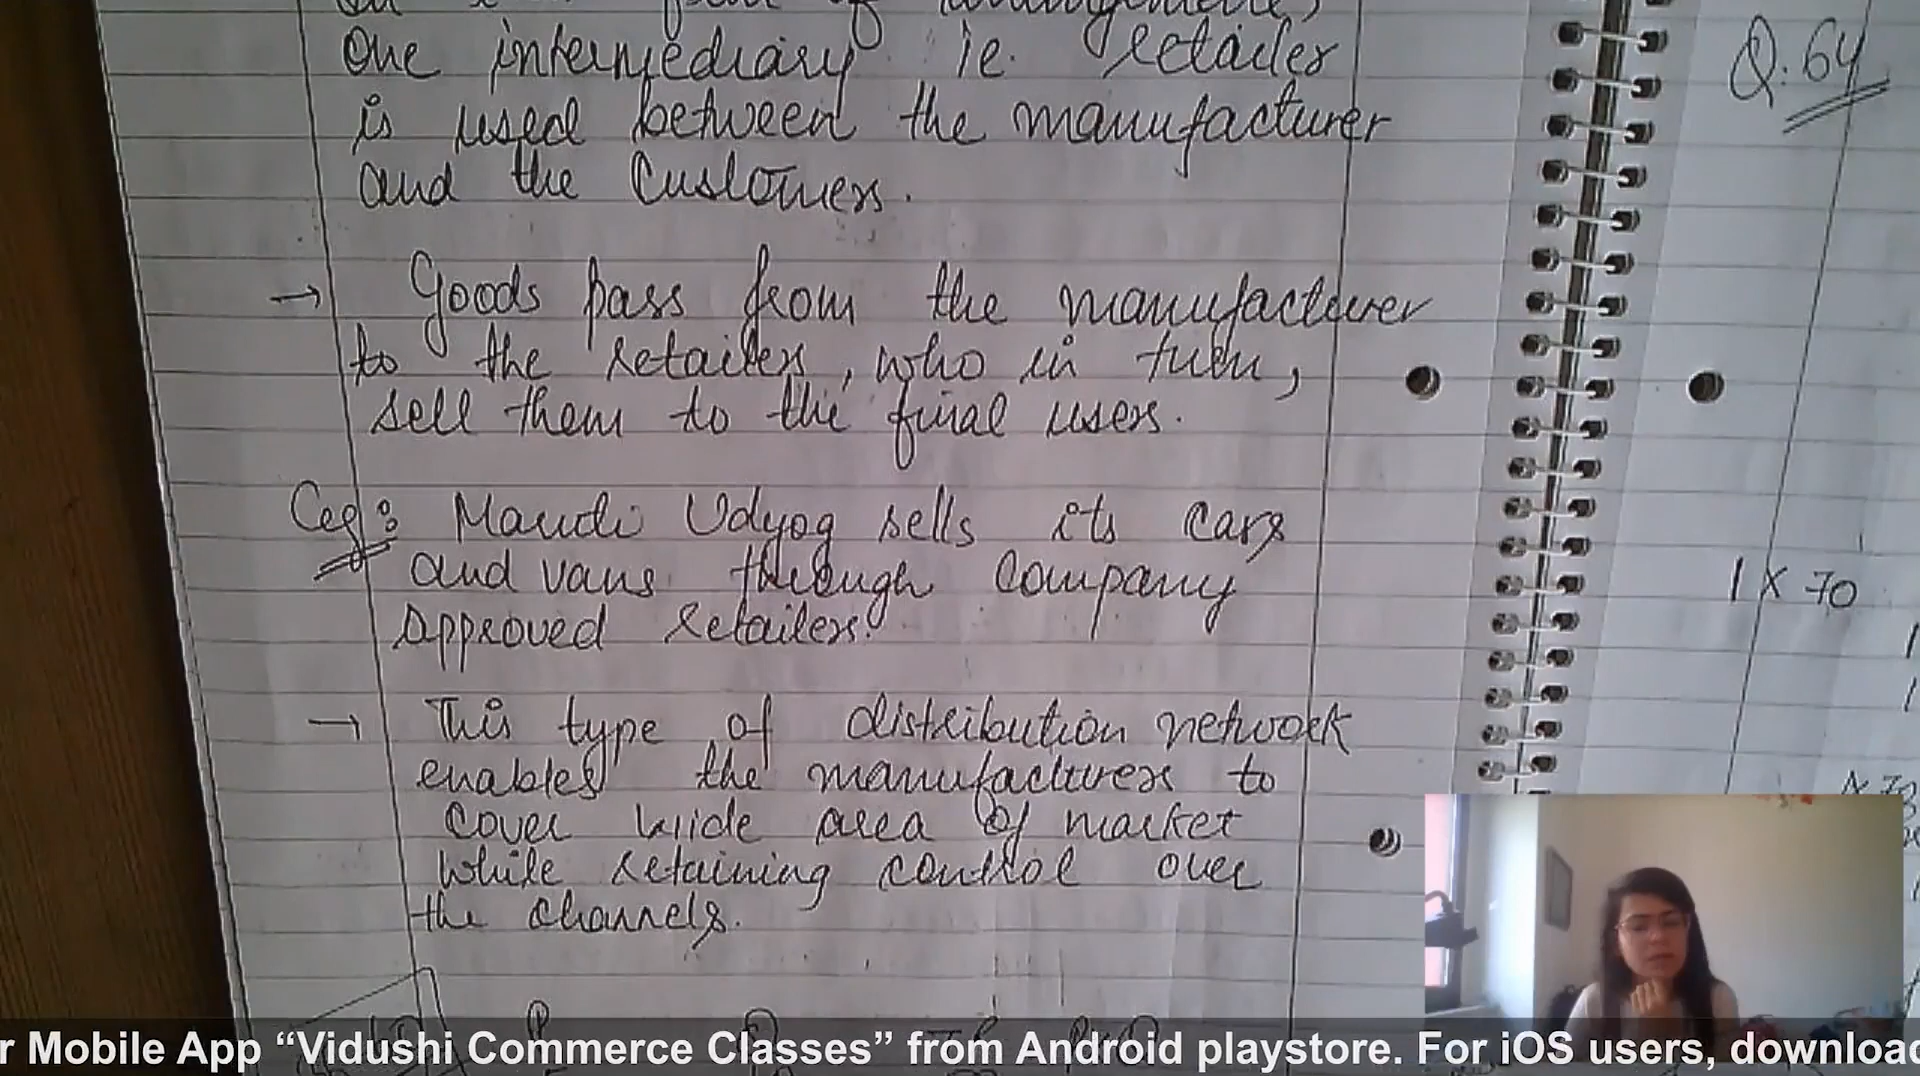 one intermediary ie. retailer
is used between the manufacturer
and the customers.
→ Goods pass from the manufacturer
to the retailers, who in turn,
sell them to the final users.
eg: Maruti Udyog sells its cars
and vans through company
approved retailers.
→ This type of distribution network
enables the manufacturers to
cover wide area of market
while retaining control over
the channels.
Q.64
1 X 70
r Mobile App “Vidushi Commerce Classes” from Android playstore. For iOS users, downloa